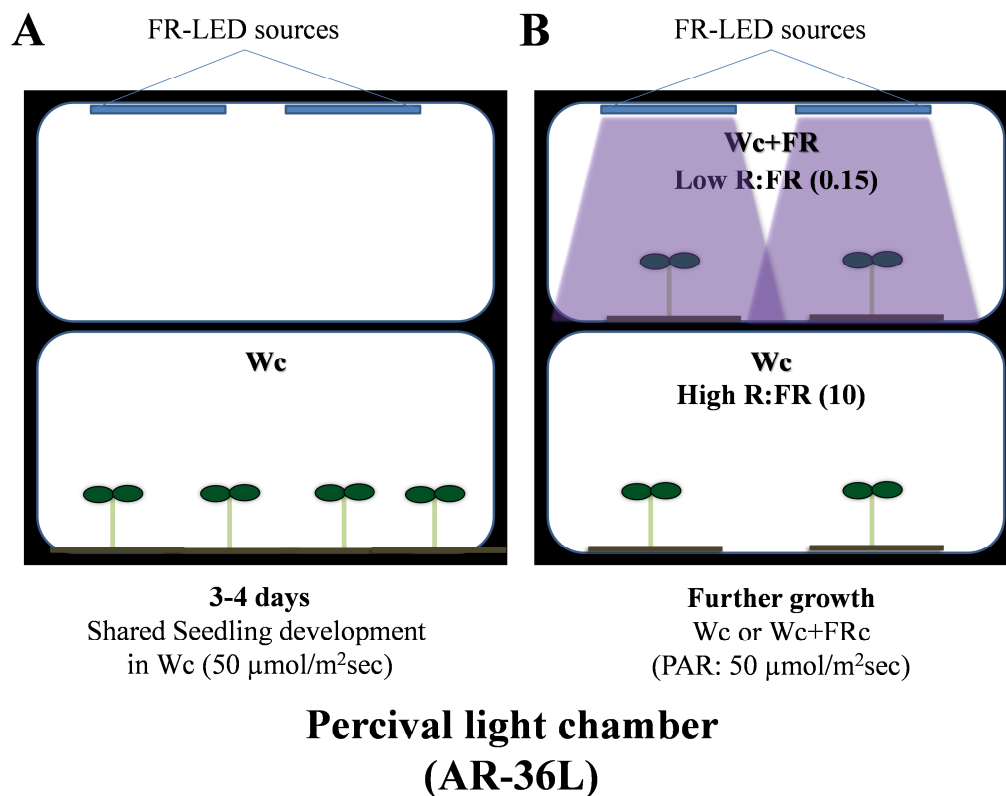 A
FR-LED sources
Wc
3-4 days
Shared Seedling development
in Wc (50 µmol/m²sec)
B
FR-LED sources
Wc+FR
Low R:FR (0.15)
Wc
High R:FR (10)
Further growth
Wc or Wc+FRc
(PAR: 50 µmol/m²sec)
Percival light chamber
(AR-36L)